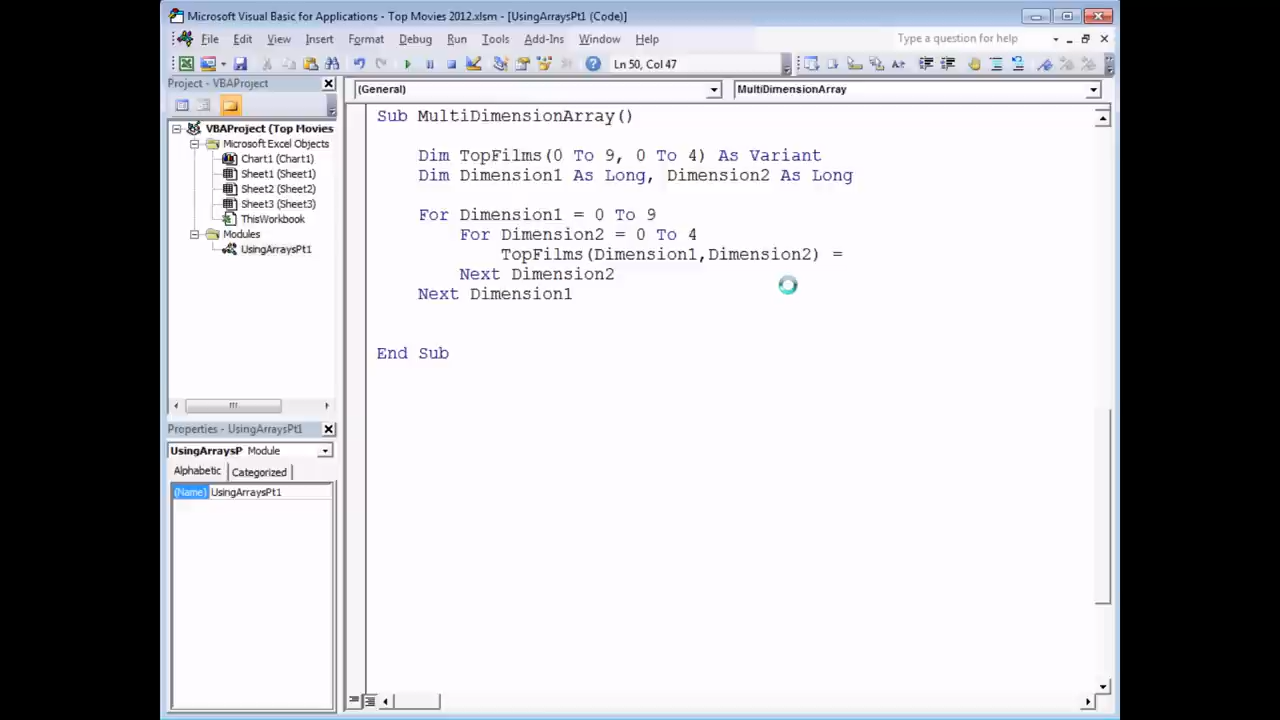 Microsoft Visual Basic for Applications - Top Movies 2012.xlsm - [UsingArraysPt1 (Code)]
File Edit View Insert Format Debug Run Tools Add-Ins Window Help
Type a question for help
Ln 50, Col 47
Project - VBAProject
(General)
MultiDimensionArray
VBAProject (Top Movies
Microsoft Excel Objects
Chart1 (Chart1)
Sheet1 (Sheet1)
Sheet2 (Sheet2)
Sheet3 (Sheet3)
ThisWorkbook
Modules
UsingArraysPt1
Properties - UsingArraysPt1
UsingArraysP Module
Alphabetic Categorized
(Name) UsingArraysPt1
Sub MultiDimensionArray()
Dim TopFilms(0 To 9, 0 To 4) As Variant
Dim Dimension1 As Long, Dimension2 As Long
For Dimension1 = 0 To 9
For Dimension2 = 0 To 4
TopFilms(Dimension1,Dimension2) =
Next Dimension2
Next Dimension1
End Sub